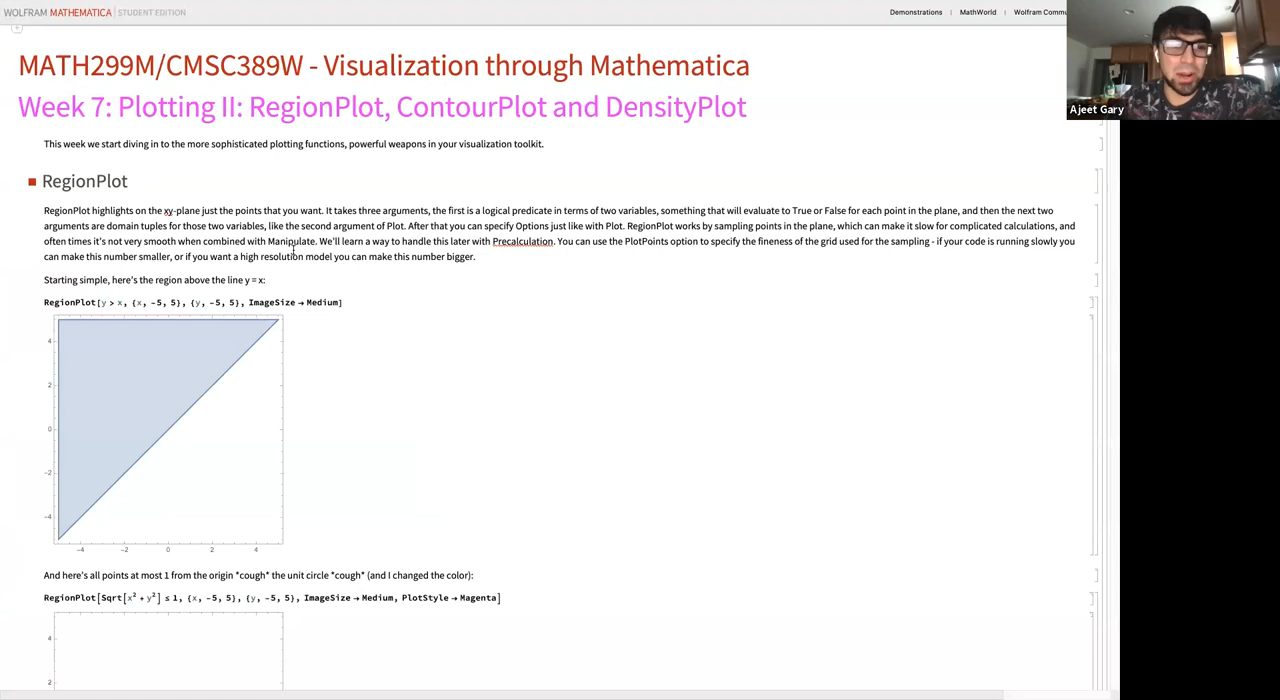 WOLFRAM MATHEMATICA | STUDENT EDITION
Demonstrations | MathWorld | Wolfram Commu
Ajeet Gary
MATH299M/CMSC389W - Visualization through Mathematica
Week 7: Plotting II: RegionPlot, ContourPlot and DensityPlot
This week we start diving in to the more sophisticated plotting functions, powerful weapons in your visualization toolkit.
RegionPlot
RegionPlot highlights on the xy-plane just the points that you want. It takes three arguments, the first is a logical predicate in terms of two variables, something that will evaluate to True or False for each point in the plane, and then the next two
arguments are domain tuples for those two variables, like the second argument of Plot. After that you can specify Options just like with Plot. RegionPlot works by sampling points in the plane, which can make it slow for complicated calculations, and
often times it's not very smooth when combined with Manipulate. We'll learn a way to handle this later with Precalculation. You can use the PlotPoints option to specify the fineness of the grid used for the sampling - if your code is running slowly you
can make this number smaller, or if you want a high resolution model you can make this number bigger.
Starting simple, here's the region above the line y = x:
RegionPlot[y > x, {x, -5, 5}, {y, -5, 5}, ImageSize → Medium]
4
2
0
-2
-4
-4 -2 0 2 4
And here's all points at most 1 from the origin *cough* the unit circle *cough* (and I changed the color):
RegionPlot[Sqrt[x² + y²] ≤ 1, {x, -5, 5}, {y, -5, 5}, ImageSize → Medium, PlotStyle → Magenta]
4
2